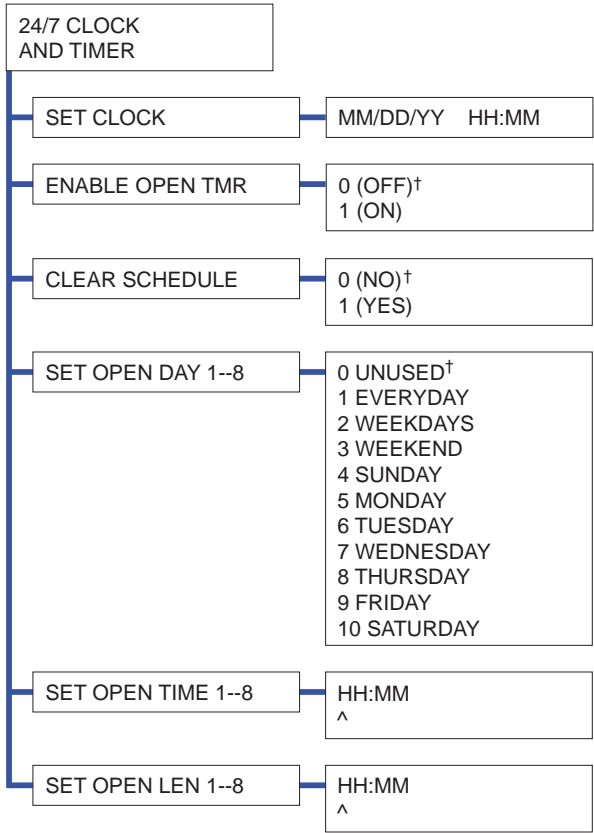 24/7 CLOCK
AND TIMER
SET CLOCK
MM/DD/YY HH:MM
ENABLE OPEN TMR
0 (OFF)†
1 (ON)
CLEAR SCHEDULE
0 (NO)†
1 (YES)
SET OPEN DAY 1--8
0 UNUSED†
1 EVERYDAY
2 WEEKDAYS
3 WEEKEND
4 SUNDAY
5 MONDAY
6 TUESDAY
7 WEDNESDAY
8 THURSDAY
9 FRIDAY
10 SATURDAY
SET OPEN TIME 1--8
HH:MM
^
SET OPEN LEN 1--8
HH:MM
^